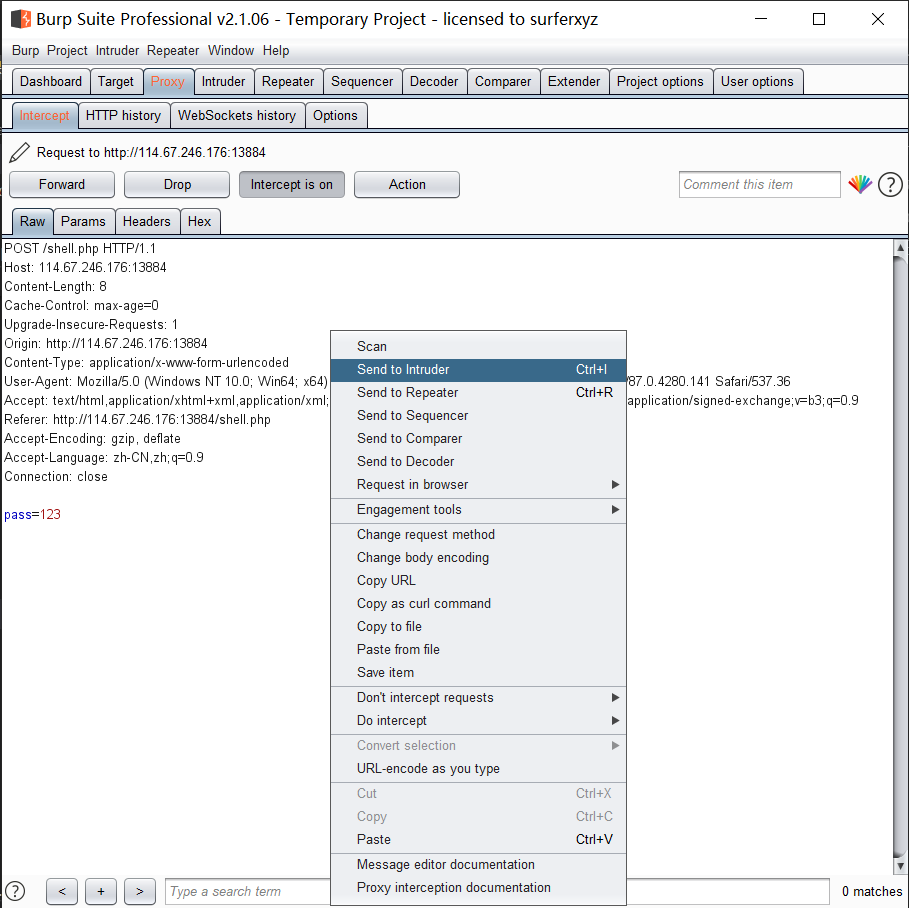 Burp Suite Professional v2.1.06 - Temporary Project - licensed to surferxyz
Burp Project Intruder Repeater Window Help
Dashboard Target Proxy Intruder Repeater Sequencer Decoder Comparer Extender Project options User options
Intercept HTTP history WebSockets history Options
Request to http://114.67.246.176:13884
Forward Drop Intercept is on Action Comment this item ?
Raw Params Headers Hex
POST /shell.php HTTP/1.1
Host: 114.67.246.176:13884
Content-Length: 8
Cache-Control: max-age=0
Upgrade-Insecure-Requests: 1
Origin: http://114.67.246.176:13884
Content-Type: application/x-www-form-urlencoded
User-Agent: Mozilla/5.0 (Windows NT 10.0; Win64; x64) /87.0.4280.141 Safari/537.36
Accept: text/html,application/xhtml+xml,application/xml; application/signed-exchange;v=b3;q=0.9
Referer: http://114.67.246.176:13884/shell.php
Accept-Encoding: gzip, deflate
Accept-Language: zh-CN,zh;q=0.9
Connection: close
pass=123
Scan
Send to Intruder Ctrl+I
Send to Repeater Ctrl+R
Send to Sequencer
Send to Comparer
Send to Decoder
Request in browser
Engagement tools
Change request method
Change body encoding
Copy URL
Copy as curl command
Copy to file
Paste from file
Save item
Don't intercept requests
Do intercept
Convert selection
URL-encode as you type
Cut Ctrl+X
Copy Ctrl+C
Paste Ctrl+V
Message editor documentation
Proxy interception documentation
? < + > Type a search term 0 matches